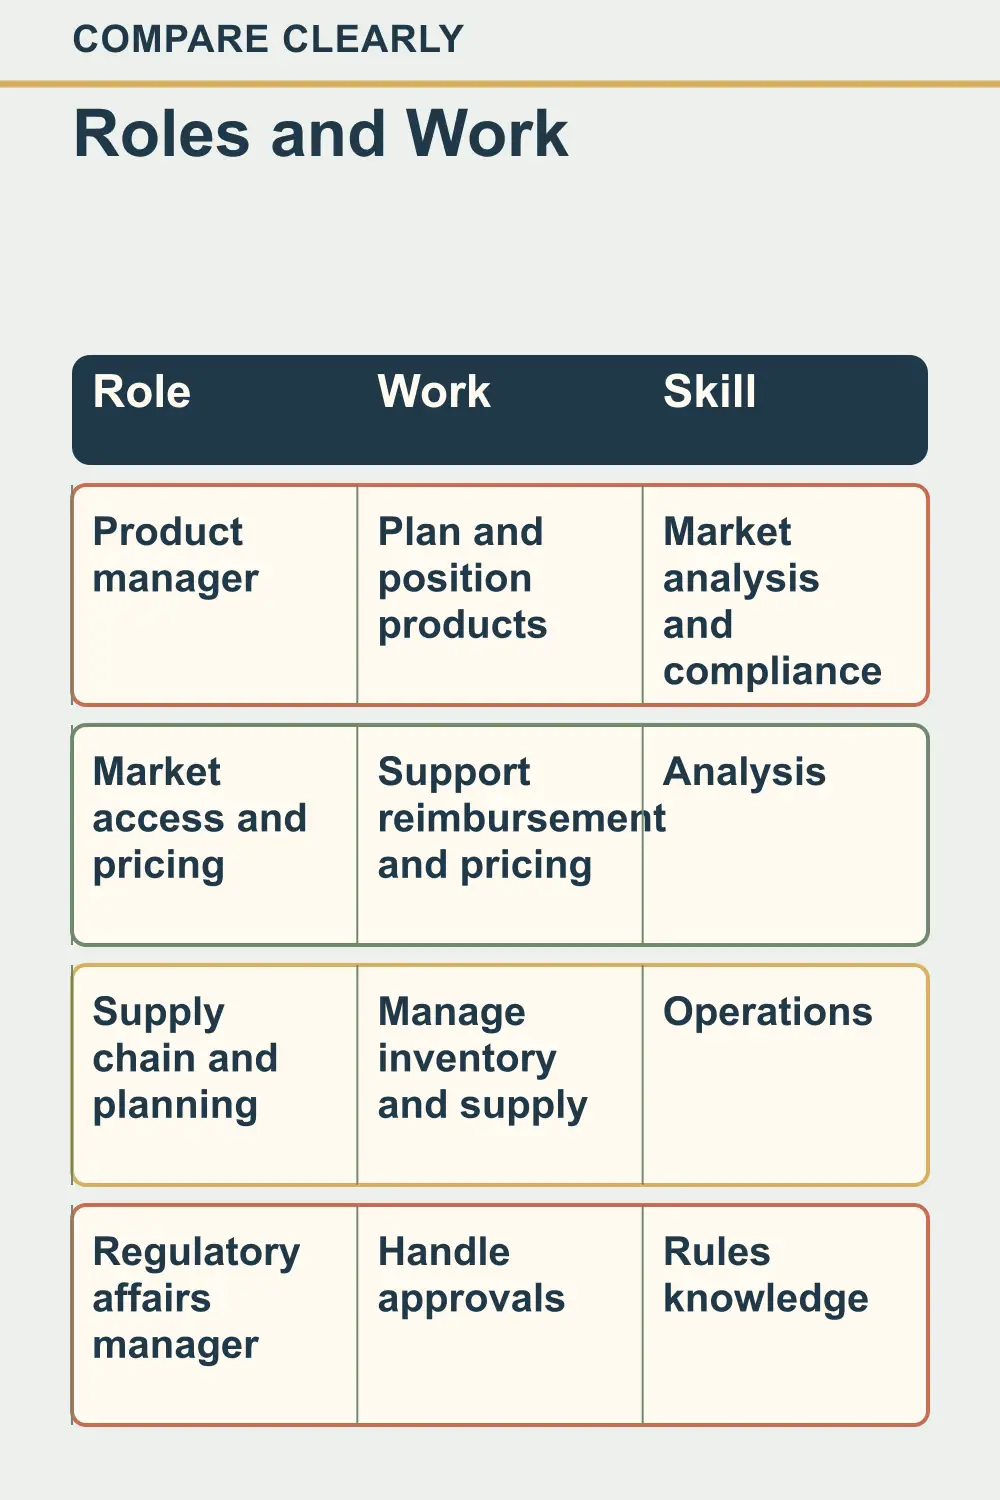 COMPARE CLEARLY
Roles and Work
Role Work Skill
Product
manager
Plan and
position
products
Market
analysis
and
compliance
Market
access and
pricing
Support
reimbursement
and pricing
Analysis
Supply
chain and
planning
Manage
inventory
and supply
Operations
Regulatory
affairs
manager
Handle
approvals
Rules
knowledge